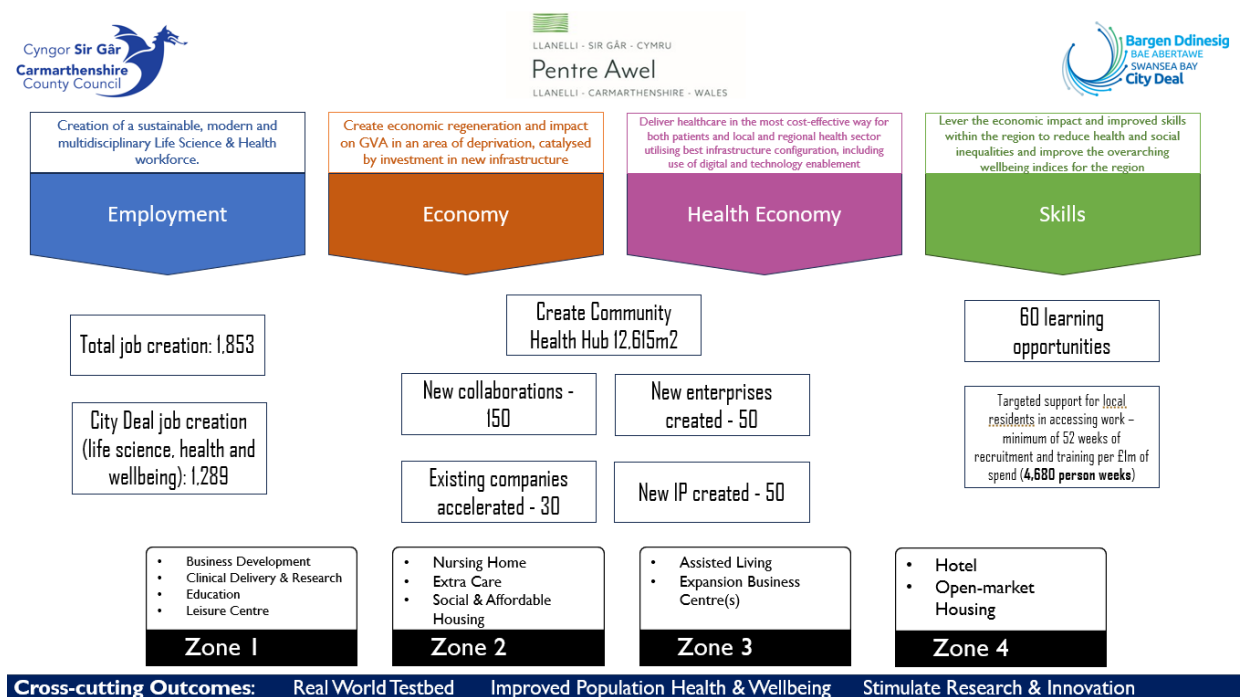 Cyngor Sir Gâr
Carmarthenshire
County Council
LLANELLI - SIR GÂR - CYMRU
Pentre Awel
LLANELLI - CARMARTHENSHIRE - WALES
Bargen Ddinesig
BAE ABERTAWE
SWANSEA BAY
City Deal
Creation of a sustainable, modern and
multidisciplinary Life Science & Health
workforce.
Employment
Create economic regeneration and impact
on GVA in an area of deprivation, catalysed
by investment in new infrastructure
Economy
Deliver healthcare in the most cost-effective way for
both patients and local and regional health sector
utilising best infrastructure configuration, including
use of digital and technology enablement
Health Economy
Lever the economic impact and improved skills
within the region to reduce health and social
inequalities and improve the overarching
wellbeing indices for the region
Skills
Total job creation: 1,853
City Deal job creation
(life science, health and
wellbeing): 1,289
Create Community
Health Hub 12,615m2
New collaborations -
150
New enterprises
created - 50
Existing companies
accelerated - 30
New IP created - 50
60 learning
opportunities
Targeted support for local
residents in accessing work –
minimum of 52 weeks of
recruitment and training per £1m of
spend (4,680 person weeks)
• Business Development
• Clinical Delivery & Research
• Education
• Leisure Centre
Zone 1
• Nursing Home
• Extra Care
• Social & Affordable
Housing
Zone 2
• Assisted Living
• Expansion Business
Centre(s)
Zone 3
• Hotel
• Open-market
Housing
Zone 4
Cross-cutting Outcomes: Real World Testbed Improved Population Health & Wellbeing Stimulate Research & Innovation